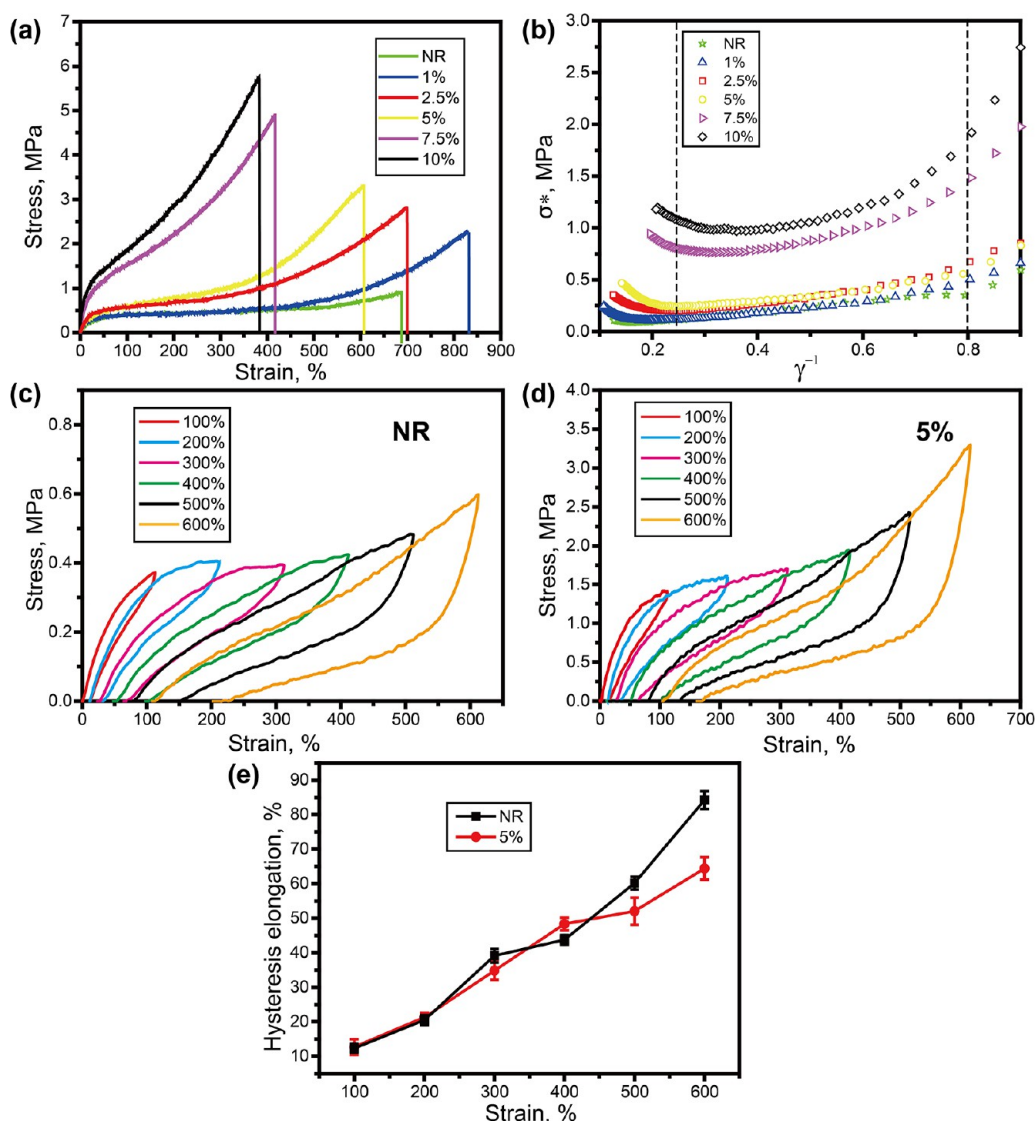 (a)
7
6
5
4
3
2
1
0
Stress, MPa
NR
1%
2.5%
5%
7.5%
10%
0 100 200 300 400 500 600 700 800 900
Strain, %
(b)
3.0
2.5
2.0
1.5
1.0
0.5
0.0
σ*, MPa
NR
1%
2.5%
5%
7.5%
10%
0.2 0.4 0.6 0.8
γ⁻¹
(c)
0.8
0.6
0.4
0.2
0.0
Stress, MPa
100%
200%
300%
400%
500%
600%
NR
0 100 200 300 400 500 600
Strain, %
(d)
4.0
3.5
3.0
2.5
2.0
1.5
1.0
0.5
0.0
Stress, MPa
100%
200%
300%
400%
500%
600%
5%
0 100 200 300 400 500 600 700
Strain, %
(e)
90
80
70
60
50
40
30
20
10
Hysteresis elongation, %
NR
5%
100 200 300 400 500 600
Strain, %